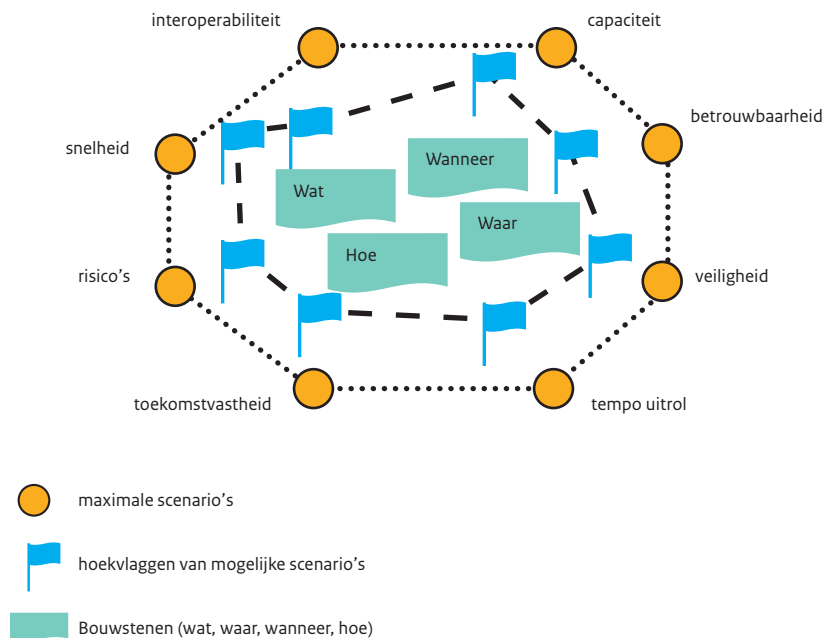 interoperabiliteit
capaciteit
betrouwbaarheid
snelheid
Wanneer
Wat
Waar
Hoe
risico's
veiligheid
toekomstvastheid
tempo uitrol
maximale scenario's
hoekvlaggen van mogelijke scenario's
Bouwstenen (wat, waar, wanneer, hoe)